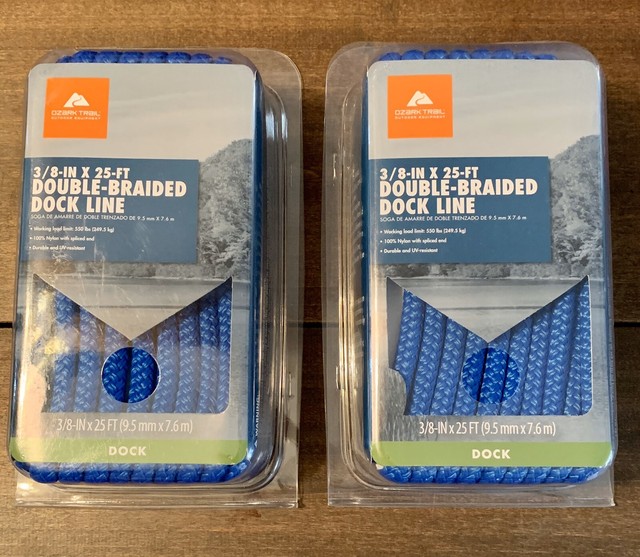 OZARK TRAIL
OUTDOOR EQUIPMENT
3/8-IN X 25-FT
DOUBLE-BRAIDED
DOCK LINE
SOGA DE AMARRE DE DOBLE TRENZADO DE 9.5 mm X 7.6 m
• Working load limit: 550 lbs (249.5 kg)
• 100% Nylon with spliced end
• Durable and UV-resistant
3/8-IN x 25 FT (9.5 mm x 7.6 m)
DOCK
WARNING
OZARK TRAIL
OUTDOOR EQUIPMENT
3/8-IN X 25-FT
DOUBLE-BRAIDED
DOCK LINE
SOGA DE AMARRE DE DOBLE TRENZADO DE 9.5 mm X 7.6 m
• Working load limit: 550 lbs (249.5 kg)
• 100% Nylon with spliced end
• Durable and UV-resistant
3/8-IN x 25 FT (9.5 mm x 7.6 m)
DOCK